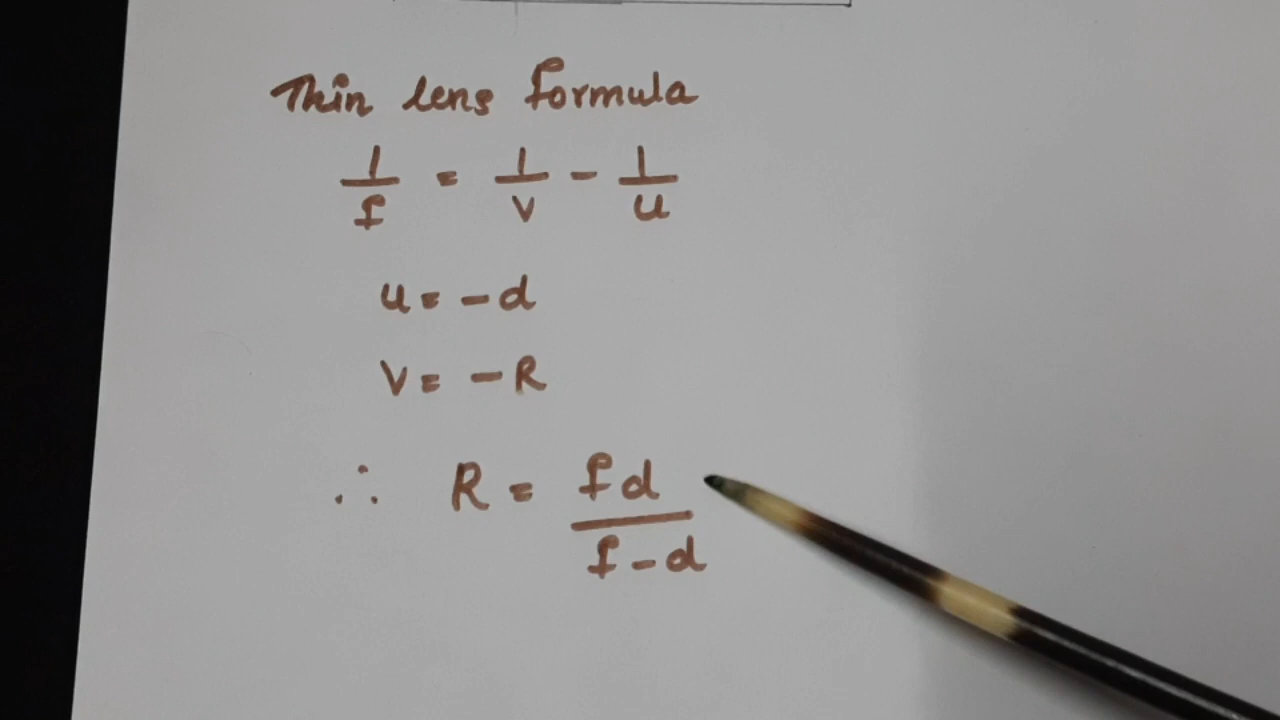 Thin lens formula
1/f = 1/v - 1/u
u = -d
v = -R
∴ R = fd/f-d